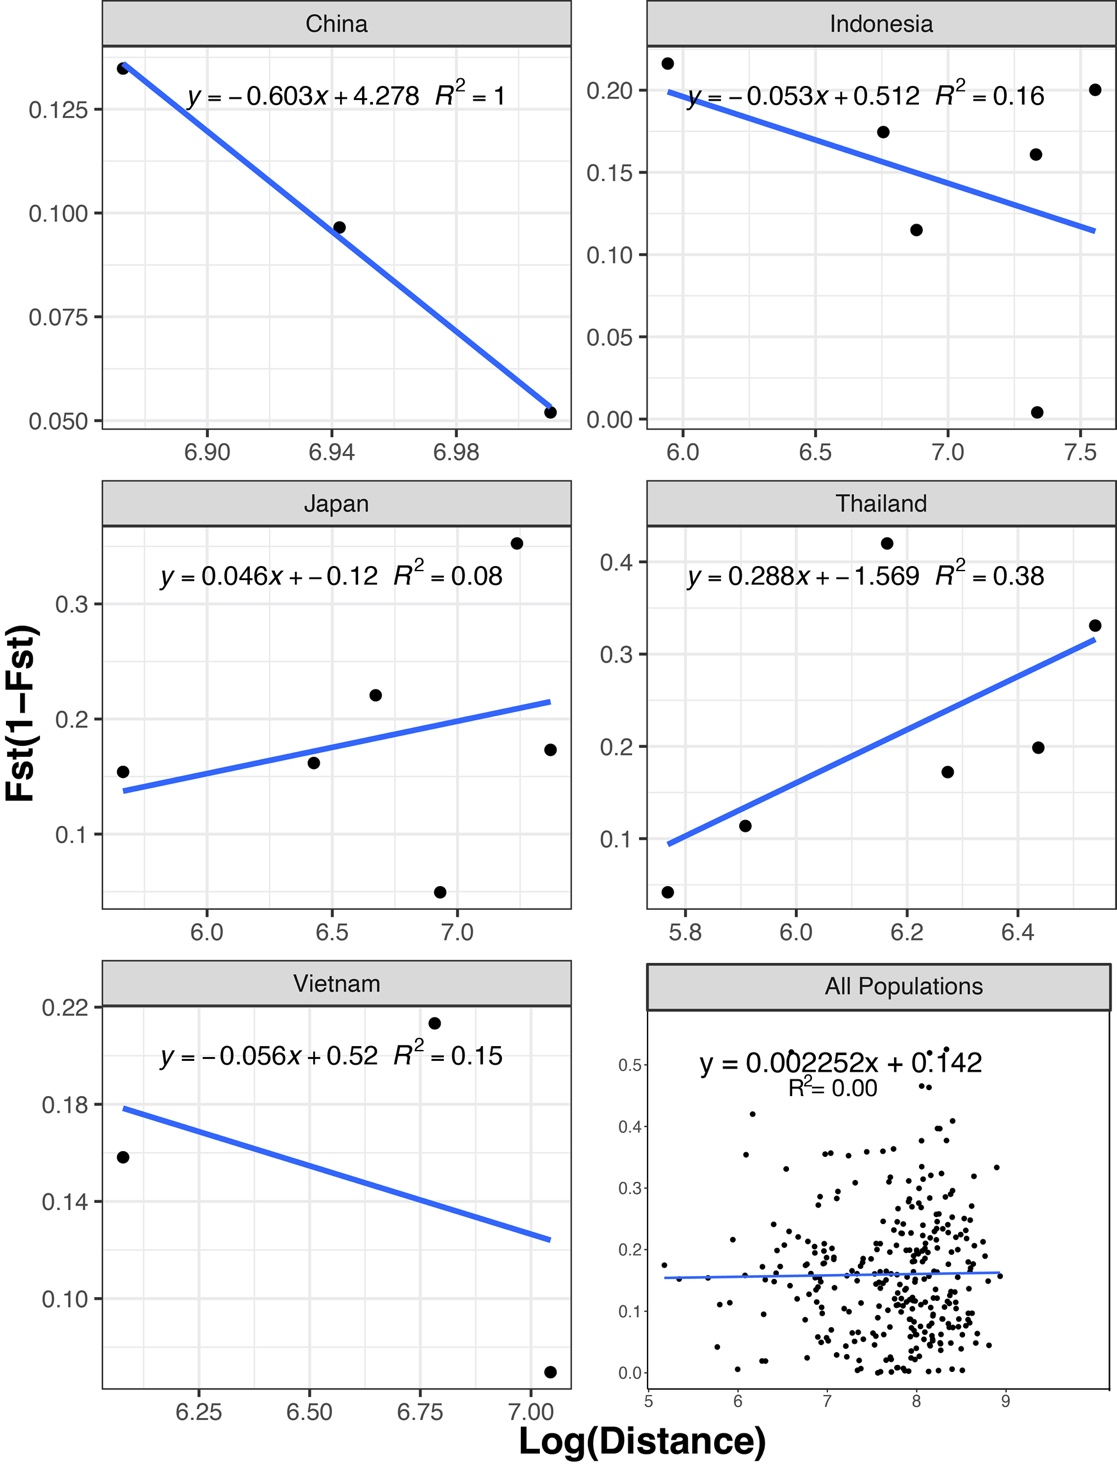 China
y = −0.603x + 4.278 R² = 1
0.125
0.100
0.075
0.050
6.90 6.94 6.98
Indonesia
y = −0.053x + 0.512 R² = 0.16
0.20
0.15
0.10
0.05
0.00
6.0 6.5 7.0 7.5
Japan
y = 0.046x + −0.12 R² = 0.08
0.3
0.2
0.1
6.0 6.5 7.0
Thailand
y = 0.288x + −1.569 R² = 0.38
0.4
0.3
0.2
0.1
5.8 6.0 6.2 6.4
Vietnam
y = −0.056x + 0.52 R² = 0.15
0.22
0.18
0.14
0.10
6.25 6.50 6.75 7.00
All Populations
y = 0.002252x + 0.142
R²= 0.00
0.5
0.4
0.3
0.2
0.1
0.0
5 6 7 8 9
Fst(1−Fst)
Log(Distance)